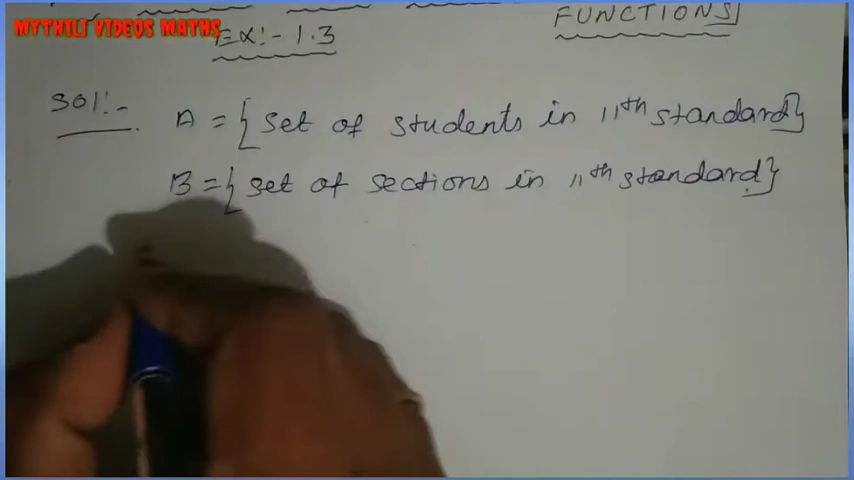 MYTHILI VIDEOS MATHS
FUNCTIONS
Ex:- 1.3
Sol:-
A = { set of students in 11th standard}
B = { set of sections in 11th standard}